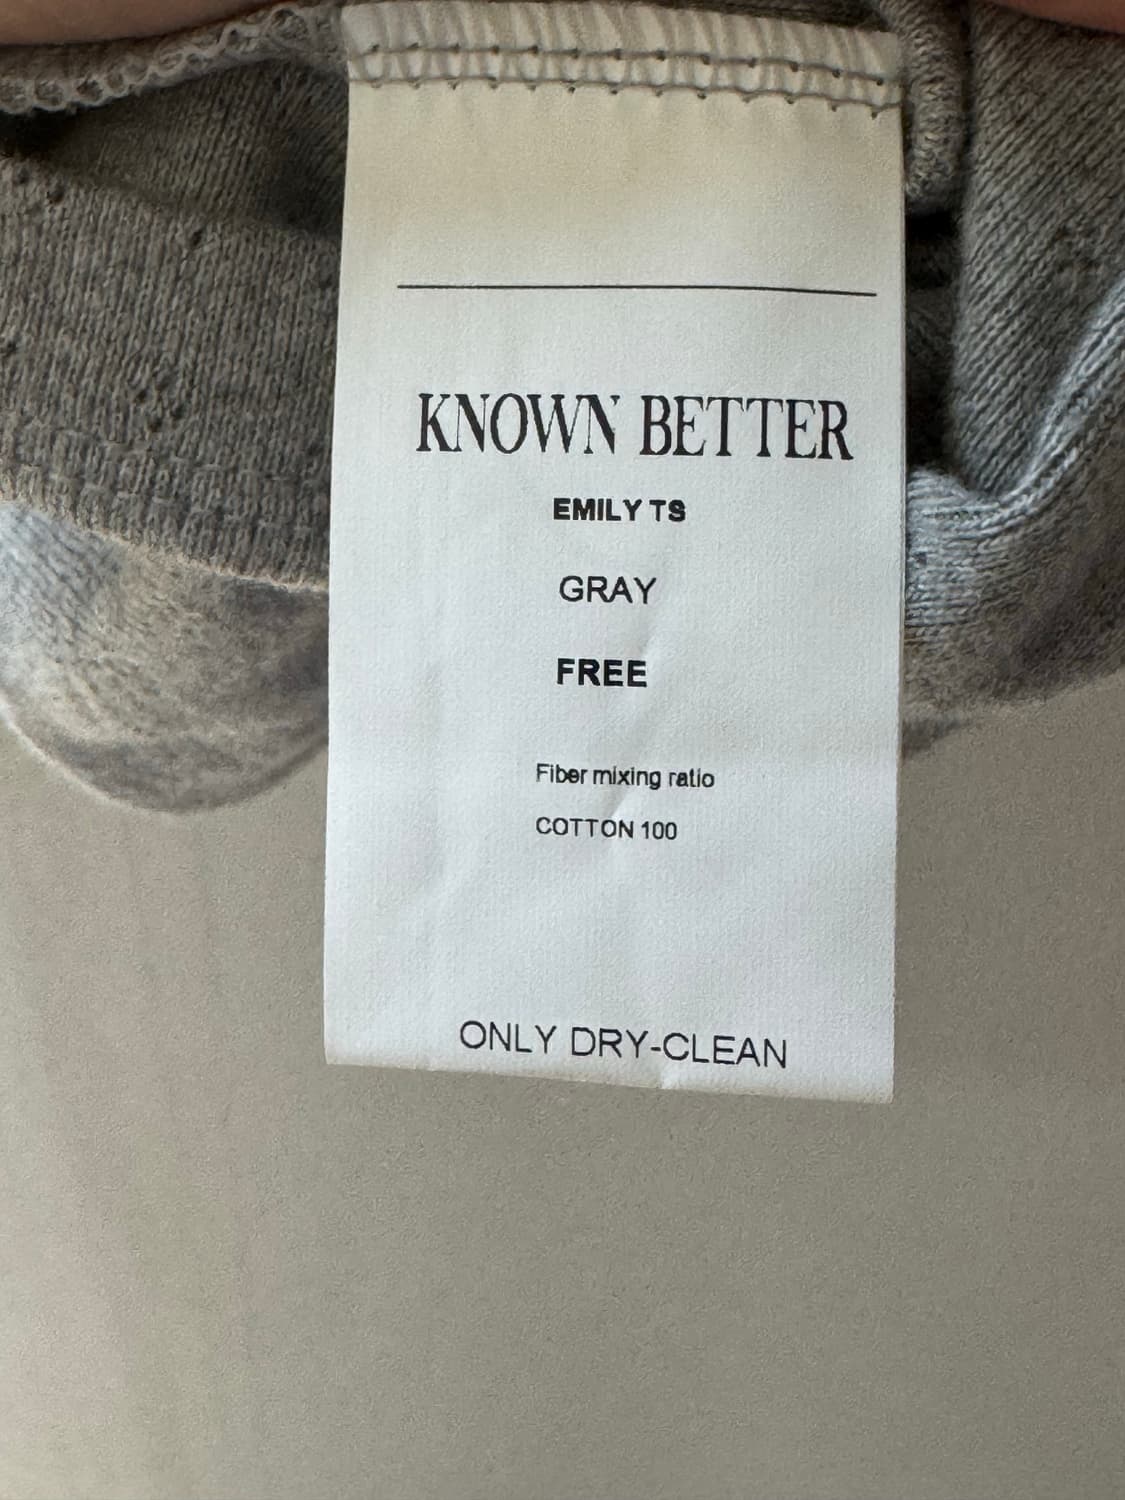 KNOWN BETTER
EMILY TS
GRAY
FREE
Fiber mixing ratio
COTTON 100
ONLY DRY-CLEAN